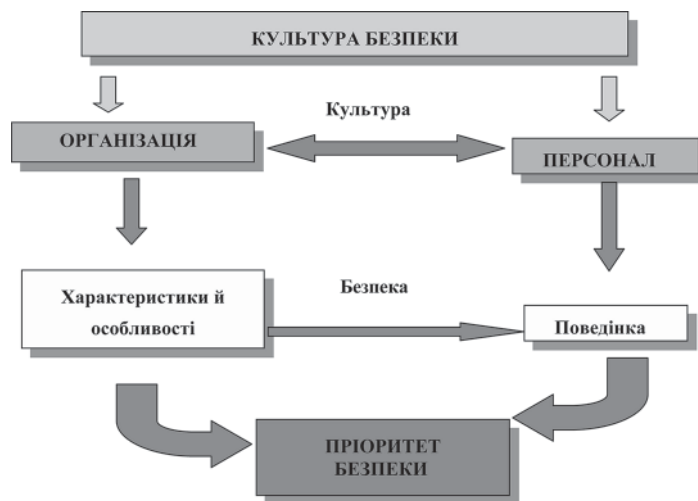 КУЛЬТУРА БЕЗПЕКИ
Культура
ОРГАНІЗАЦІЯ
ПЕРСОНАЛ
Характеристики й
особливості
Безпека
Поведінка
ПРІОРИТЕТ
БЕЗПЕКИ